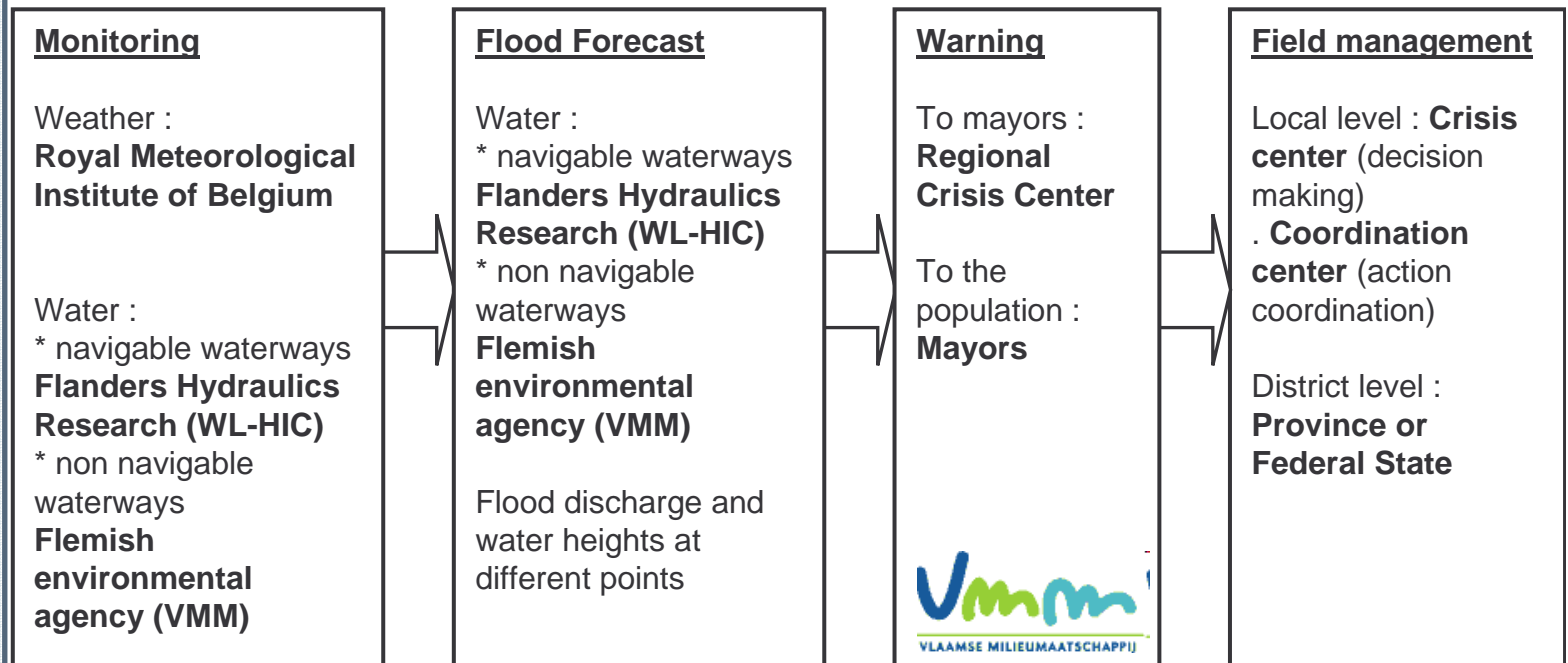 Monitoring
Weather :
Royal Meteorological
Institute of Belgium
Water :
* navigable waterways
Flanders Hydraulics
Research (WL-HIC)
* non navigable
waterways
Flemish
environmental
agency (VMM)
Flood Forecast
Water :
* navigable waterways
Flanders Hydraulics
Research (WL-HIC)
* non navigable
waterways
Flemish
environmental
agency (VMM)
Flood discharge and
water heights at
different points
Warning
To mayors :
Regional
Crisis Center
To the
population :
Mayors
Vmm
VLAAMSE MILIEUMAATSCHAPPIJ
Field management
Local level : Crisis
center (decision
making)
. Coordination
center (action
coordination)
District level :
Province or
Federal State